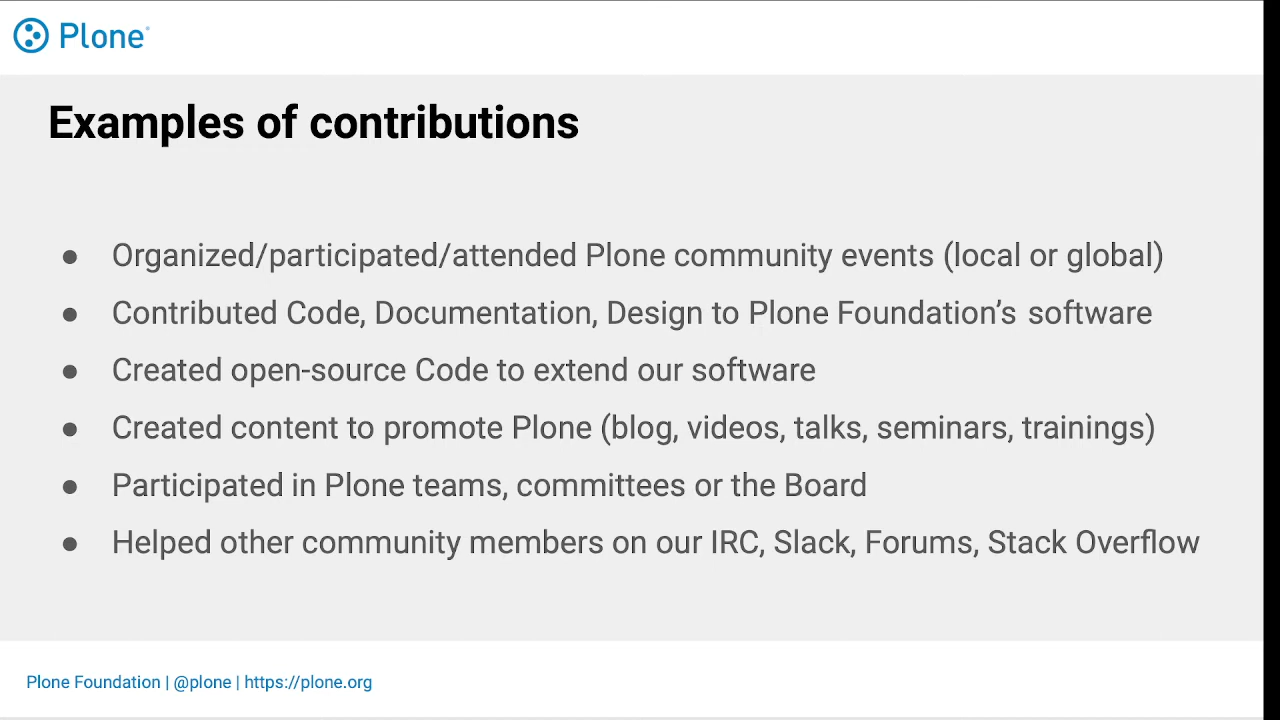 Plone
Examples of contributions
● Organized/participated/attended Plone community events (local or global)
● Contributed Code, Documentation, Design to Plone Foundation’s software
● Created open-source Code to extend our software
● Created content to promote Plone (blog, videos, talks, seminars, trainings)
● Participated in Plone teams, committees or the Board
● Helped other community members on our IRC, Slack, Forums, Stack Overflow
Plone Foundation | @plone | https://plone.org